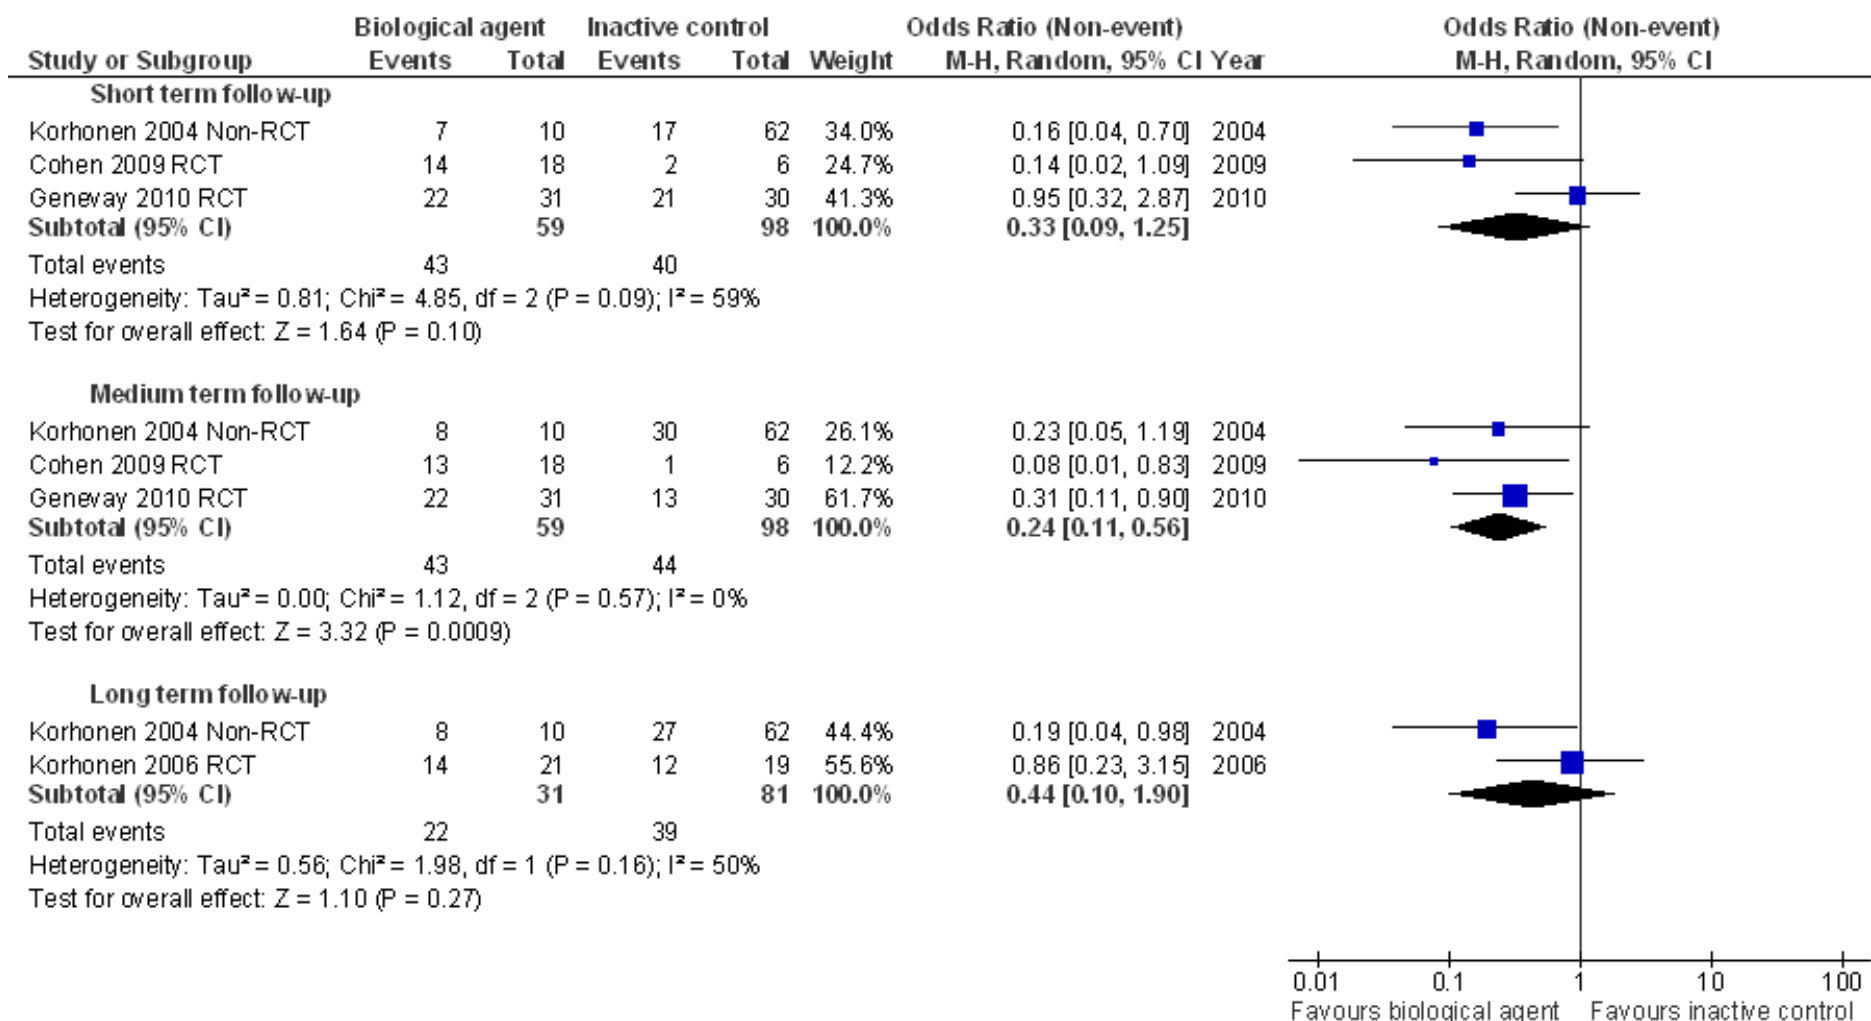 Biological agent Inactive control Odds Ratio (Non-event) Odds Ratio (Non-event)
Study or Subgroup Events Total Events Total Weight M-H, Random, 95% CI Year M-H, Random, 95% CI
Short term follow-up
Korhonen 2004 Non-RCT 7 10 17 62 34.0% 0.16 [0.04, 0.70] 2004
Cohen 2009 RCT 14 18 2 6 24.7% 0.14 [0.02, 1.09] 2009
Genevay 2010 RCT 22 31 21 30 41.3% 0.95 [0.32, 2.87] 2010
Subtotal (95% CI) 59 98 100.0% 0.33 [0.09, 1.25]
Total events 43 40
Heterogeneity: Tau² = 0.81; Chi² = 4.85, df = 2 (P = 0.09); I² = 59%
Test for overall effect: Z = 1.64 (P = 0.10)
Medium term follow-up
Korhonen 2004 Non-RCT 8 10 30 62 26.1% 0.23 [0.05, 1.19] 2004
Cohen 2009 RCT 13 18 1 6 12.2% 0.08 [0.01, 0.83] 2009
Genevay 2010 RCT 22 31 13 30 61.7% 0.31 [0.11, 0.90] 2010
Subtotal (95% CI) 59 98 100.0% 0.24 [0.11, 0.56]
Total events 43 44
Heterogeneity: Tau² = 0.00; Chi² = 1.12, df = 2 (P = 0.57); I² = 0%
Test for overall effect: Z = 3.32 (P = 0.0009)
Long term follow-up
Korhonen 2004 Non-RCT 8 10 27 62 44.4% 0.19 [0.04, 0.98] 2004
Korhonen 2006 RCT 14 21 12 19 55.6% 0.86 [0.23, 3.15] 2006
Subtotal (95% CI) 31 81 100.0% 0.44 [0.10, 1.90]
Total events 22 39
Heterogeneity: Tau² = 0.56; Chi² = 1.98, df = 1 (P = 0.16); I² = 50%
Test for overall effect: Z = 1.10 (P = 0.27)
0.01 0.1 1 10 100
Favours biological agent Favours inactive control